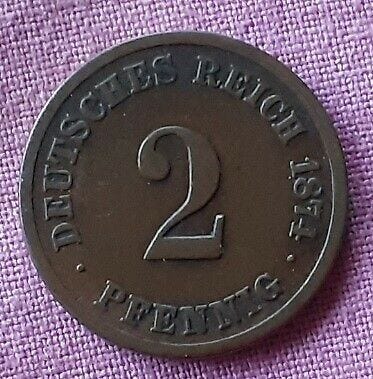 DEUTSCHES REICH 1874
2
· PFENNIG ·